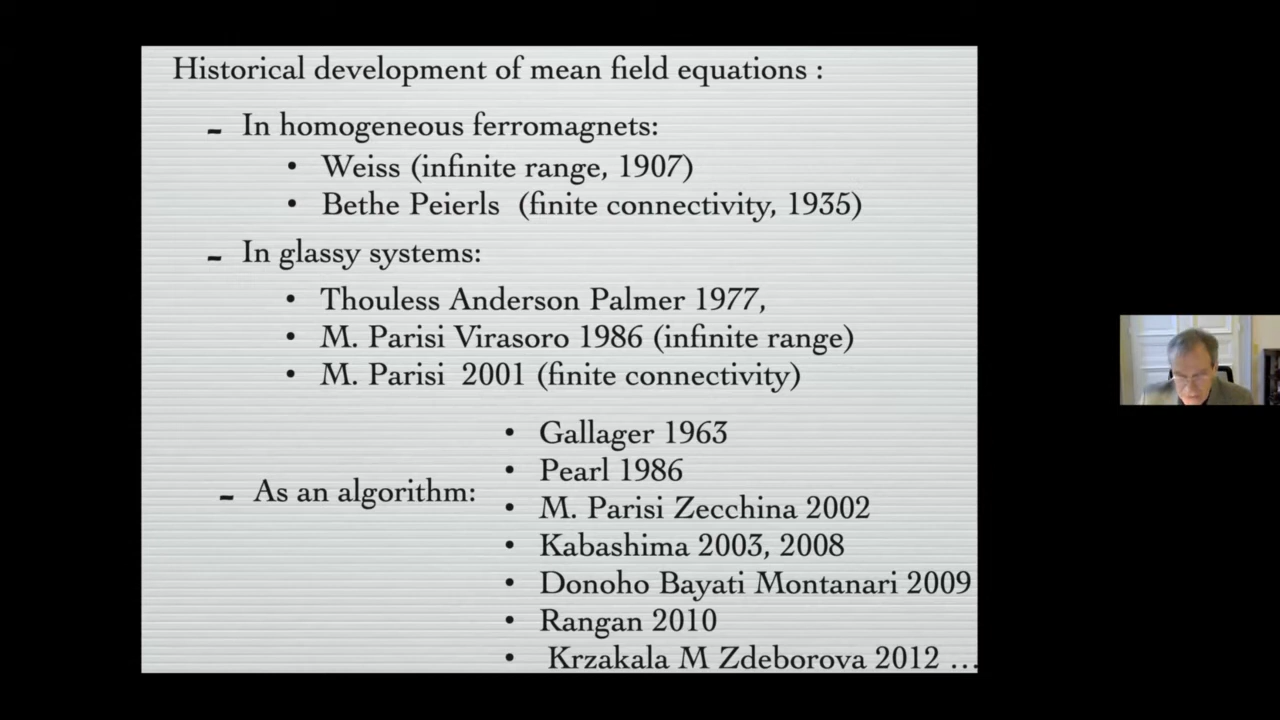 Historical development of mean field equations :
- In homogeneous ferromagnets:
• Weiss (infinite range, 1907)
• Bethe Peierls (finite connectivity, 1935)
- In glassy systems:
• Thouless Anderson Palmer 1977,
• M. Parisi Virasoro 1986 (infinite range)
• M. Parisi 2001 (finite connectivity)
- As an algorithm:
• Gallager 1963
• Pearl 1986
• M. Parisi Zecchina 2002
• Kabashima 2003, 2008
• Donoho Bayati Montanari 2009
• Rangan 2010
• Krzakala M Zdeborova 2012 ...